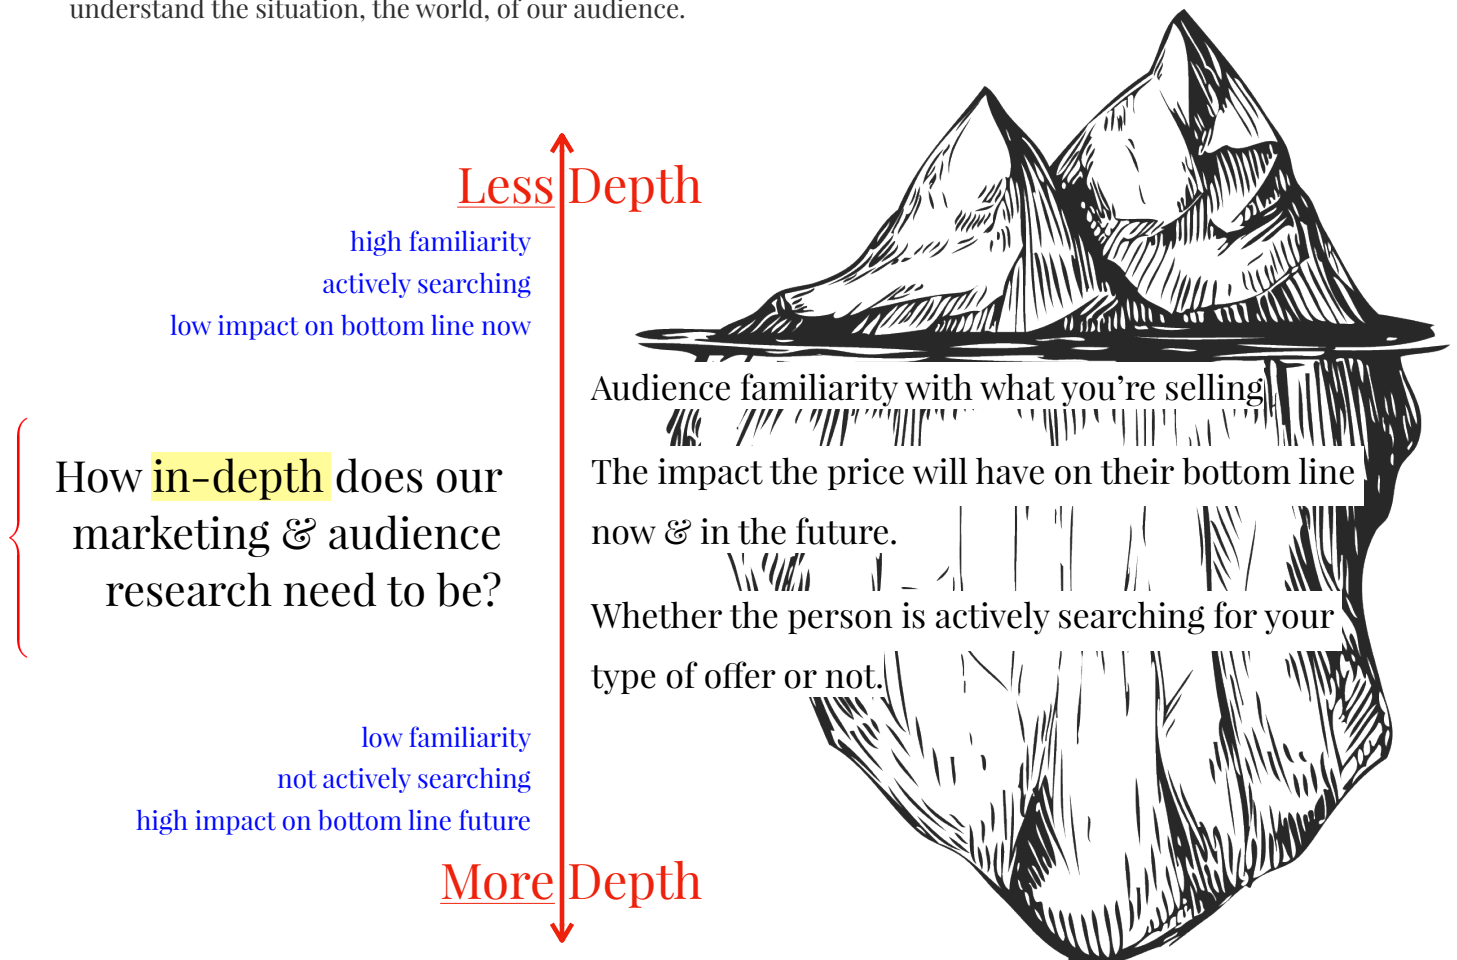 understand the situation, the world, of our audience.
Less Depth
high familiarity
actively searching
low impact on bottom line now
How in-depth does our
marketing & audience
research need to be?
Audience familiarity with what you’re selling
The impact the price will have on their bottom line
now & in the future.
Whether the person is actively searching for your
type of offer or not.
low familiarity
not actively searching
high impact on bottom line future
More Depth